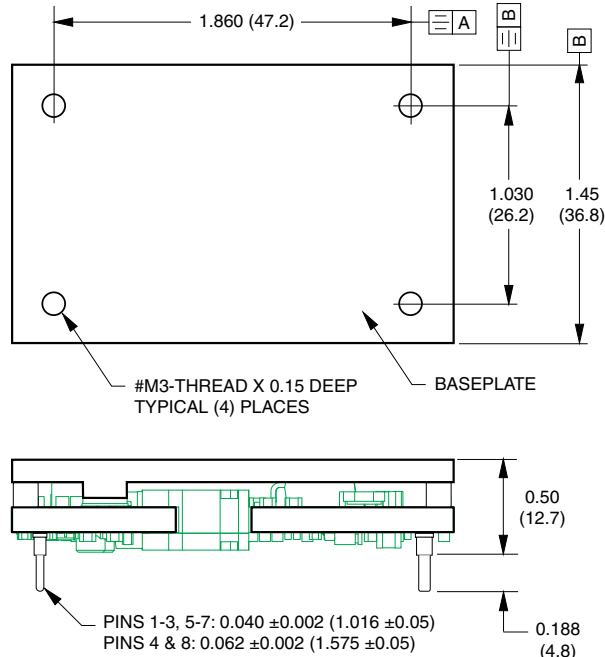 1.860 (47.2)
A
B
B
1.030
(26.2)
1.45
(36.8)
#M3-THREAD X 0.15 DEEP
TYPICAL (4) PLACES
BASEPLATE
0.50
(12.7)
PINS 1-3, 5-7: 0.040 ±0.002 (1.016 ±0.05)
PINS 4 & 8: 0.062 ±0.002 (1.575 ±0.05)
0.188
(4.8)